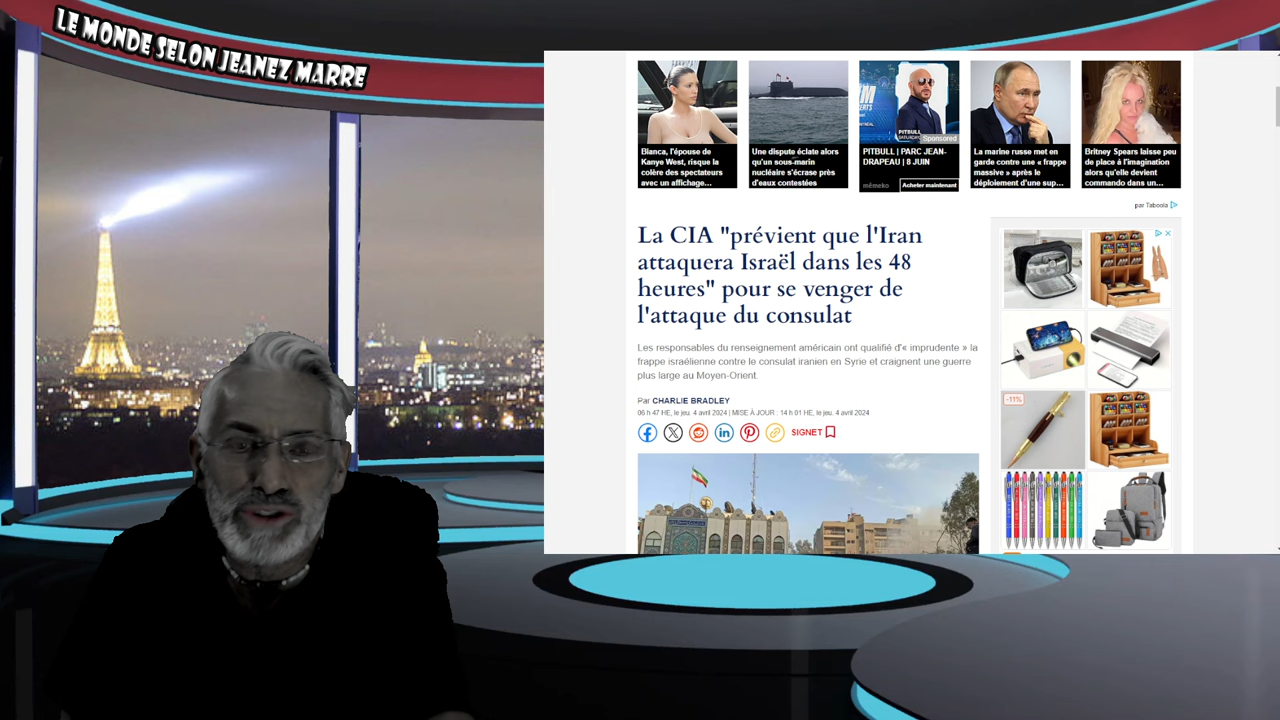 LE MONDE SELON JEANEZ MARRE
Bianca, l'épouse de
Kanye West, risque la
colère des spectateurs
avec un affichage...
Une dispute éclate alors
qu'un sous-marin
nucléaire s'écrase près
d'eaux contestées
PITBULL
Sponsored
PITBULL | PARC JEAN-
DRAPEAU | 8 JUIN
mèmeko
Acheter maintenant
La marine russe met en
garde contre une « frappe
massive » après le
déploiement d'une sup...
Britney Spears laisse peu
de place à l'imagination
alors qu'elle devient
commando dans un...
par Taboola
La CIA "prévient que l'Iran
attaquera Israël dans les 48
heures" pour se venger de
l'attaque du consulat
Les responsables du renseignement américain ont qualifié d'« imprudente » la
frappe israélienne contre le consulat iranien en Syrie et craignent une guerre
plus large au Moyen-Orient.
Par CHARLIE BRADLEY
06 h 47 HE, le jeu. 4 avril 2024 | MISE À JOUR : 14 h 01 HE, le jeu. 4 avril 2024
SIGNET
-11%